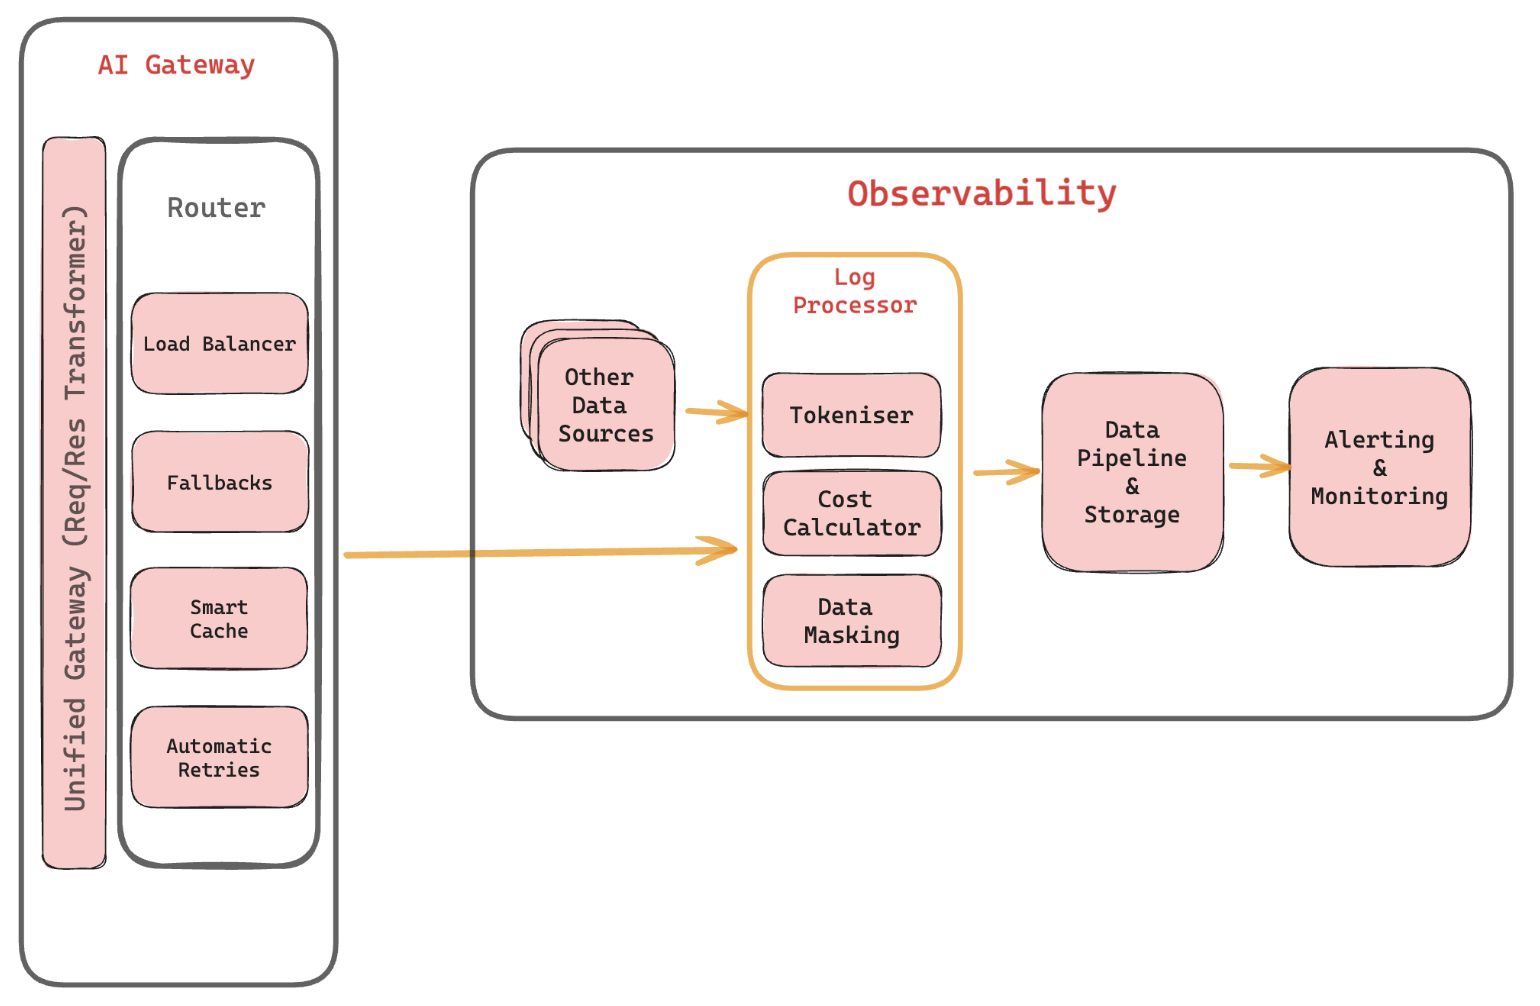 AI Gateway
Unified Gateway (Req/Res Transformer)
Router
Load Balancer
Fallbacks
Smart
Cache
Automatic
Retries
Observability
Other
Data
Sources
Log
Processor
Tokeniser
Cost
Calculator
Data
Masking
Data
Pipeline
&
Storage
Alerting
&
Monitoring